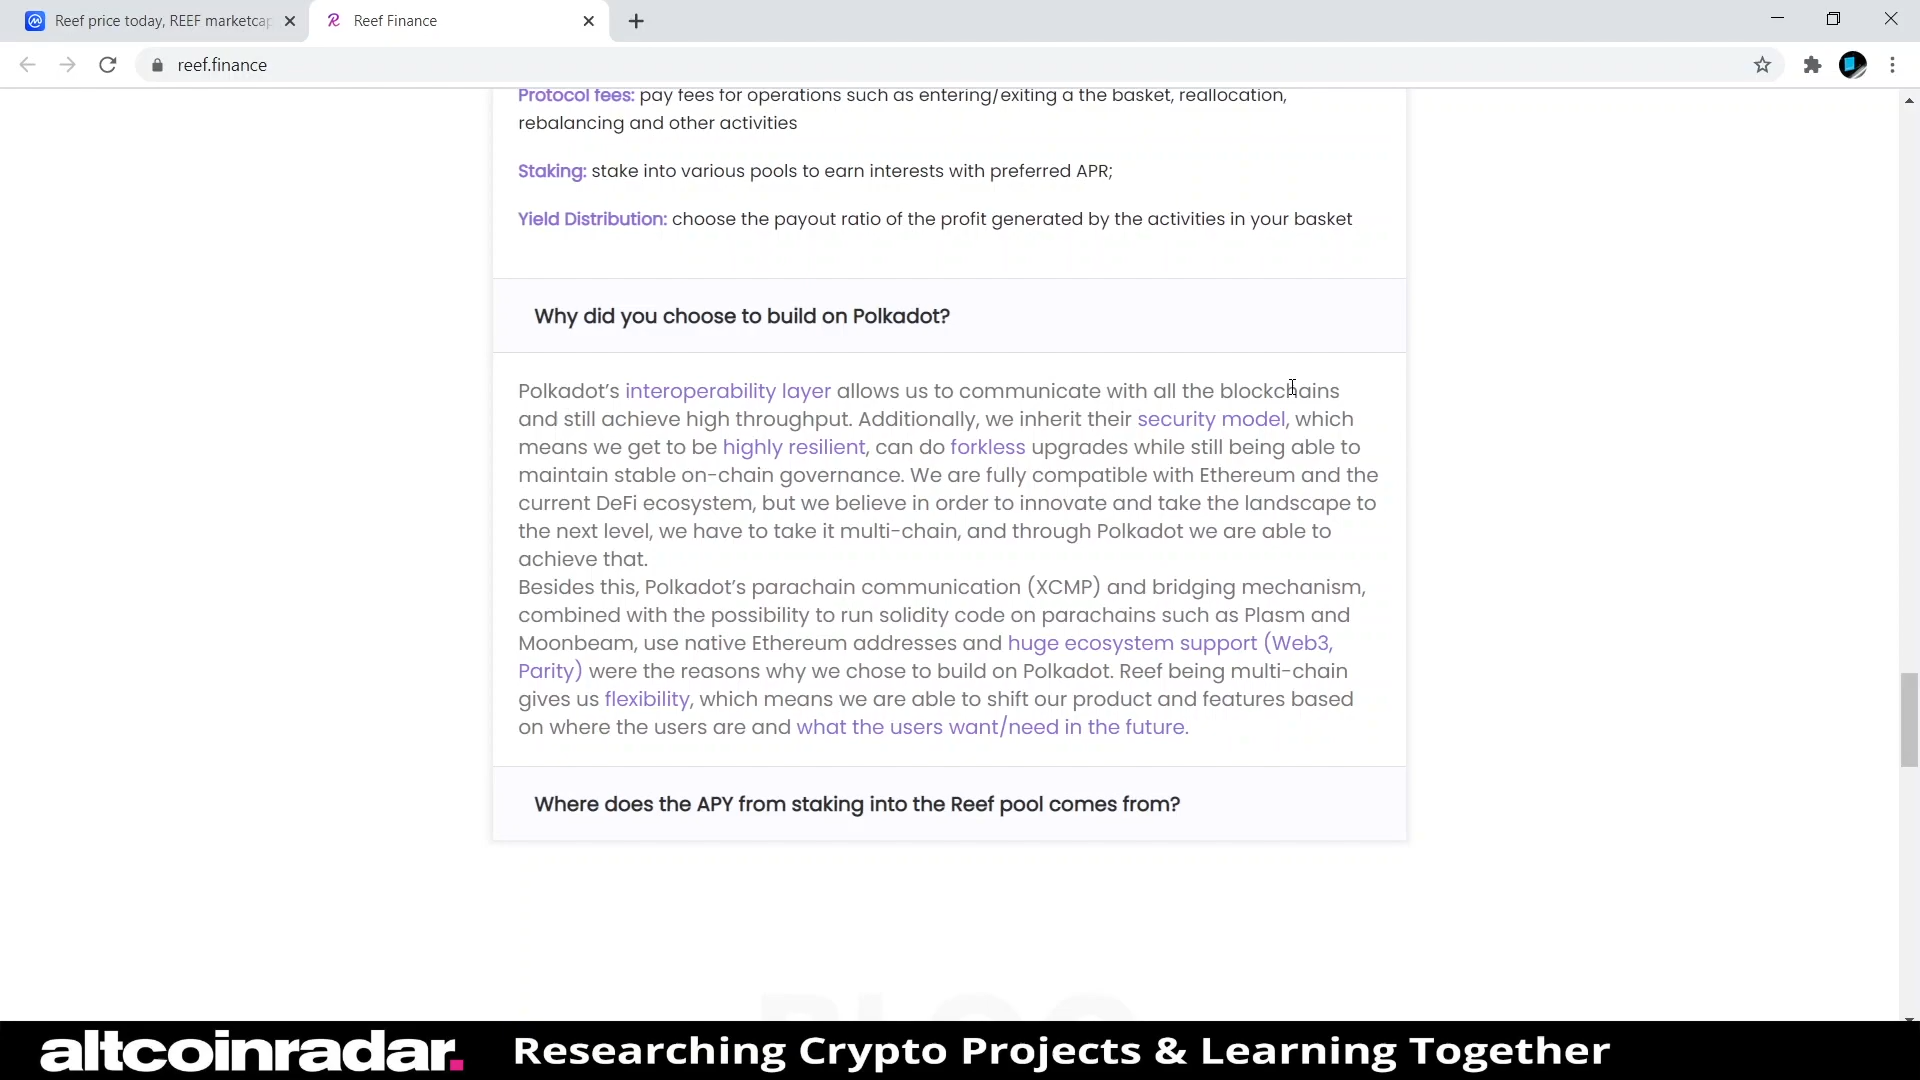 Reef price today, REEF marketcap
Reef Finance
reef.finance
Protocol fees: pay fees for operations such as entering/exiting a the basket, reallocation,
rebalancing and other activities
Staking: stake into various pools to earn interests with preferred APR;
Yield Distribution: choose the payout ratio of the profit generated by the activities in your basket
Why did you choose to build on Polkadot?
Polkadot’s interoperability layer allows us to communicate with all the blockchains
and still achieve high throughput. Additionally, we inherit their security model, which
means we get to be highly resilient, can do forkless upgrades while still being able to
maintain stable on-chain governance. We are fully compatible with Ethereum and the
current DeFi ecosystem, but we believe in order to innovate and take the landscape to
the next level, we have to take it multi-chain, and through Polkadot we are able to
achieve that.
Besides this, Polkadot’s parachain communication (XCMP) and bridging mechanism,
combined with the possibility to run solidity code on parachains such as Plasm and
Moonbeam, use native Ethereum addresses and huge ecosystem support (Web3,
Parity) were the reasons why we chose to build on Polkadot. Reef being multi-chain
gives us flexibility, which means we are able to shift our product and features based
on where the users are and what the users want/need in the future.
Where does the APY from staking into the Reef pool comes from?
BLOG
altcoinradar. Researching Crypto Projects & Learning Together